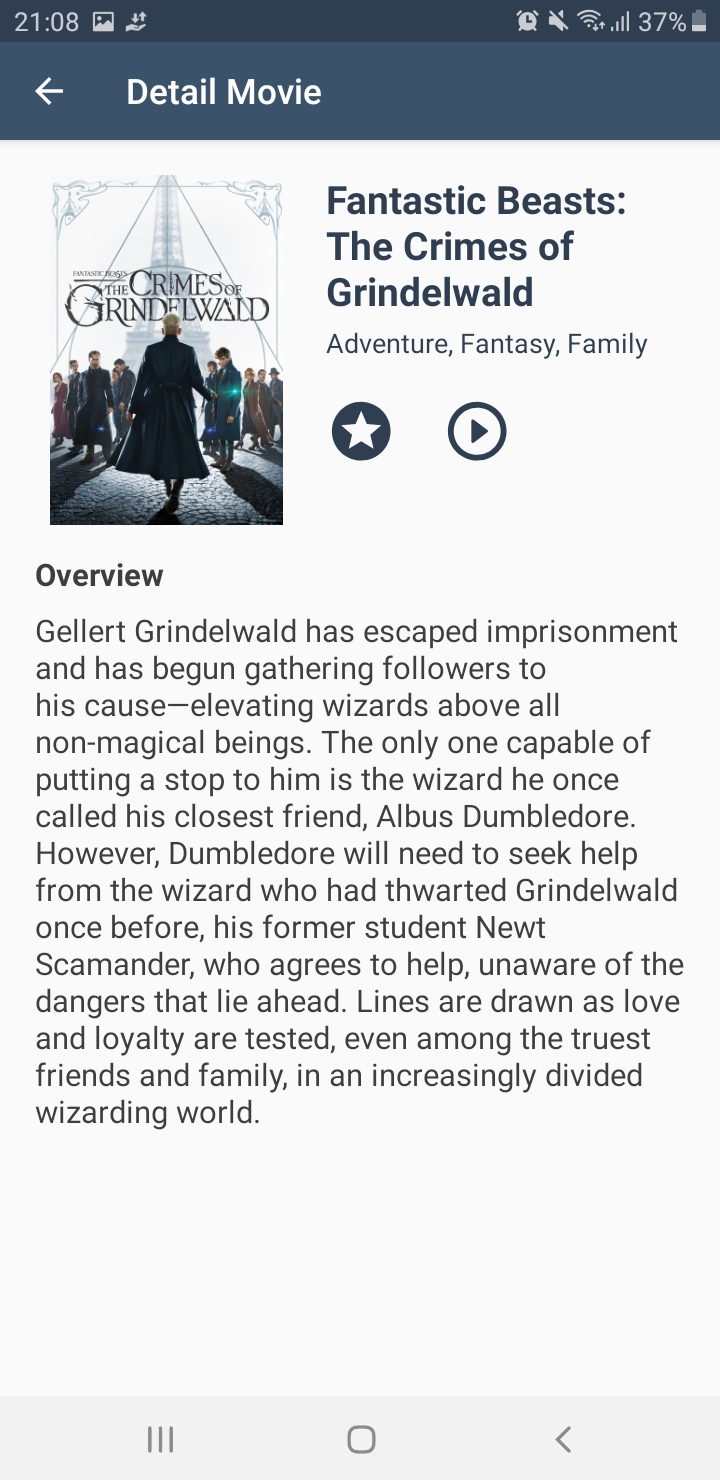 21:08
37%
Detail Movie
FANTASTIC BEASTS
THE CRIMES OF
GRINDELWALD
Fantastic Beasts:
The Crimes of
Grindelwald
Adventure, Fantasy, Family
Overview
Gellert Grindelwald has escaped imprisonment
and has begun gathering followers to
his cause—elevating wizards above all
non-magical beings. The only one capable of
putting a stop to him is the wizard he once
called his closest friend, Albus Dumbledore.
However, Dumbledore will need to seek help
from the wizard who had thwarted Grindelwald
once before, his former student Newt
Scamander, who agrees to help, unaware of the
dangers that lie ahead. Lines are drawn as love
and loyalty are tested, even among the truest
friends and family, in an increasingly divided
wizarding world.